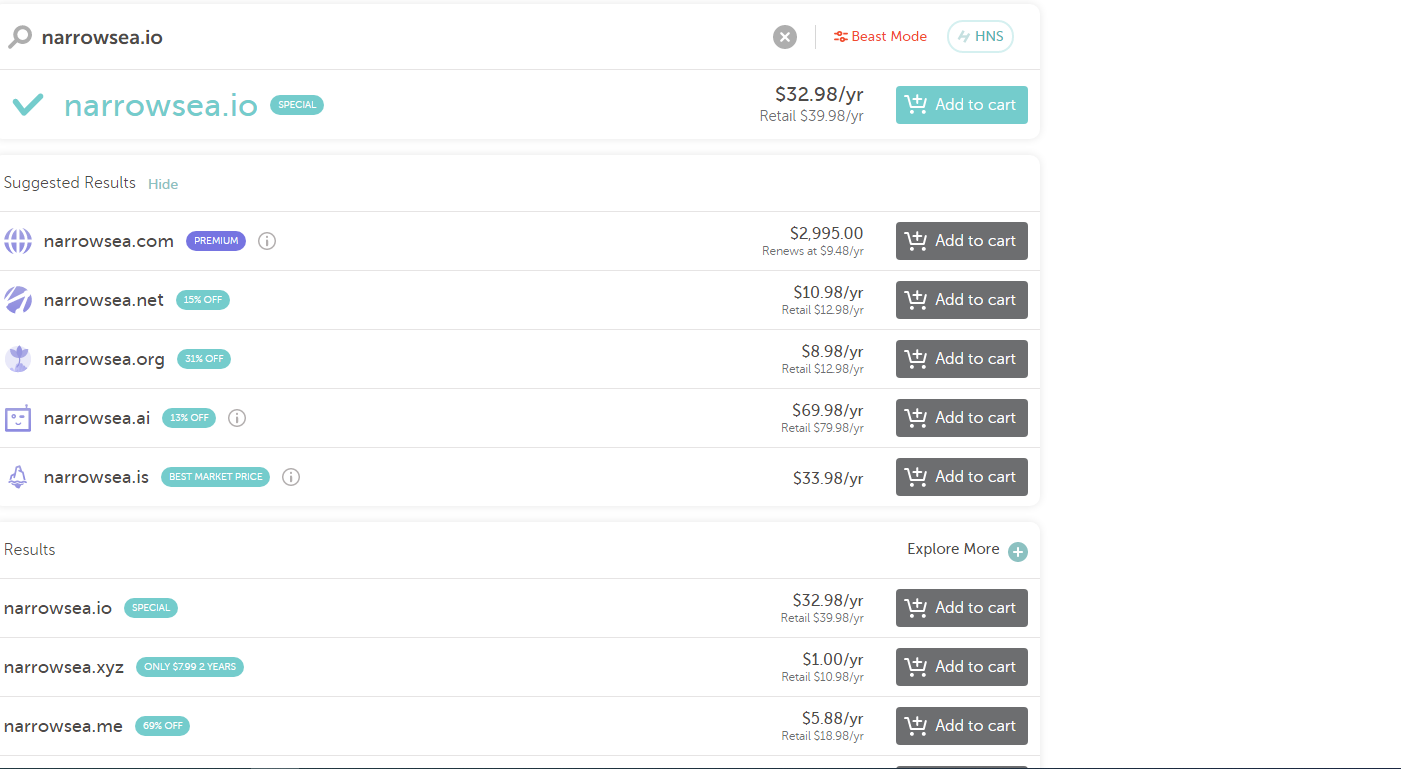 narrowsea.io
Beast Mode
HNS
narrowsea.io SPECIAL $32.98/yr Add to cart
Retail $39.98/yr
Suggested Results Hide
narrowsea.com PREMIUM $2,995.00 Add to cart
Renews at $9.48/yr
narrowsea.net 15% OFF $10.98/yr Add to cart
Retail $12.98/yr
narrowsea.org 31% OFF $8.98/yr Add to cart
Retail $12.98/yr
narrowsea.ai 13% OFF $69.98/yr Add to cart
Retail $79.98/yr
narrowsea.is BEST MARKET PRICE $33.98/yr Add to cart
Results Explore More
narrowsea.io SPECIAL $32.98/yr Add to cart
Retail $39.98/yr
narrowsea.xyz ONLY $7.99 2 YEARS $1.00/yr Add to cart
Retail $10.98/yr
narrowsea.me 69% OFF $5.88/yr Add to cart
Retail $18.98/yr